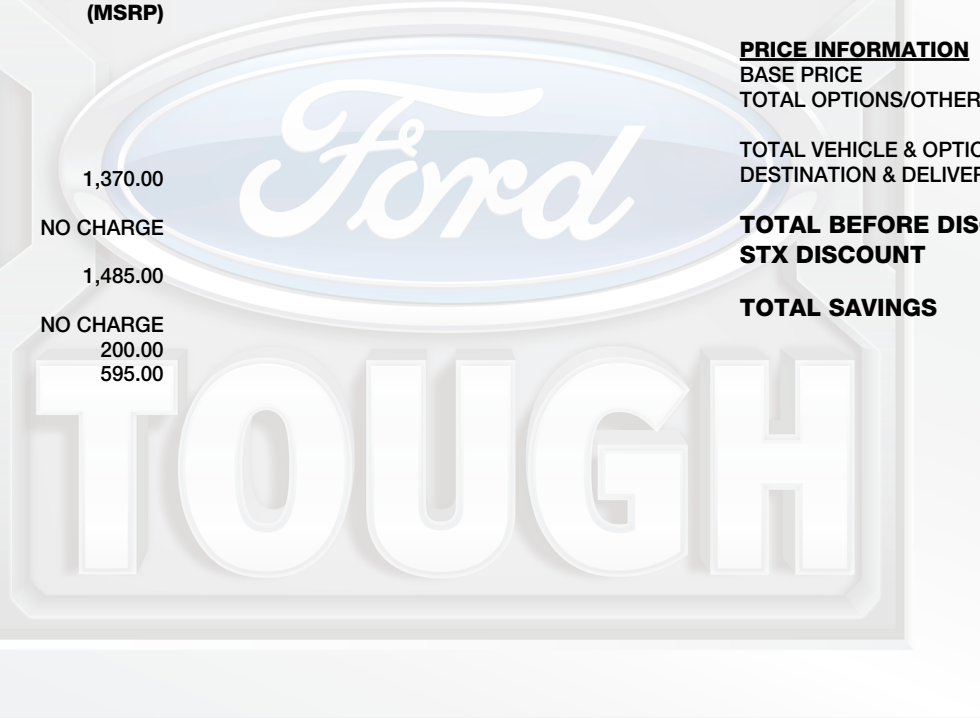 (MSRP)
1,370.00
NO CHARGE
1,485.00
NO CHARGE
200.00
595.00
PRICE INFORMATION
BASE PRICE
TOTAL OPTIONS/OTHER
TOTAL VEHICLE & OPTIO
DESTINATION & DELIVER
TOTAL BEFORE DIS
STX DISCOUNT
TOTAL SAVINGS
Ford
TOUGH